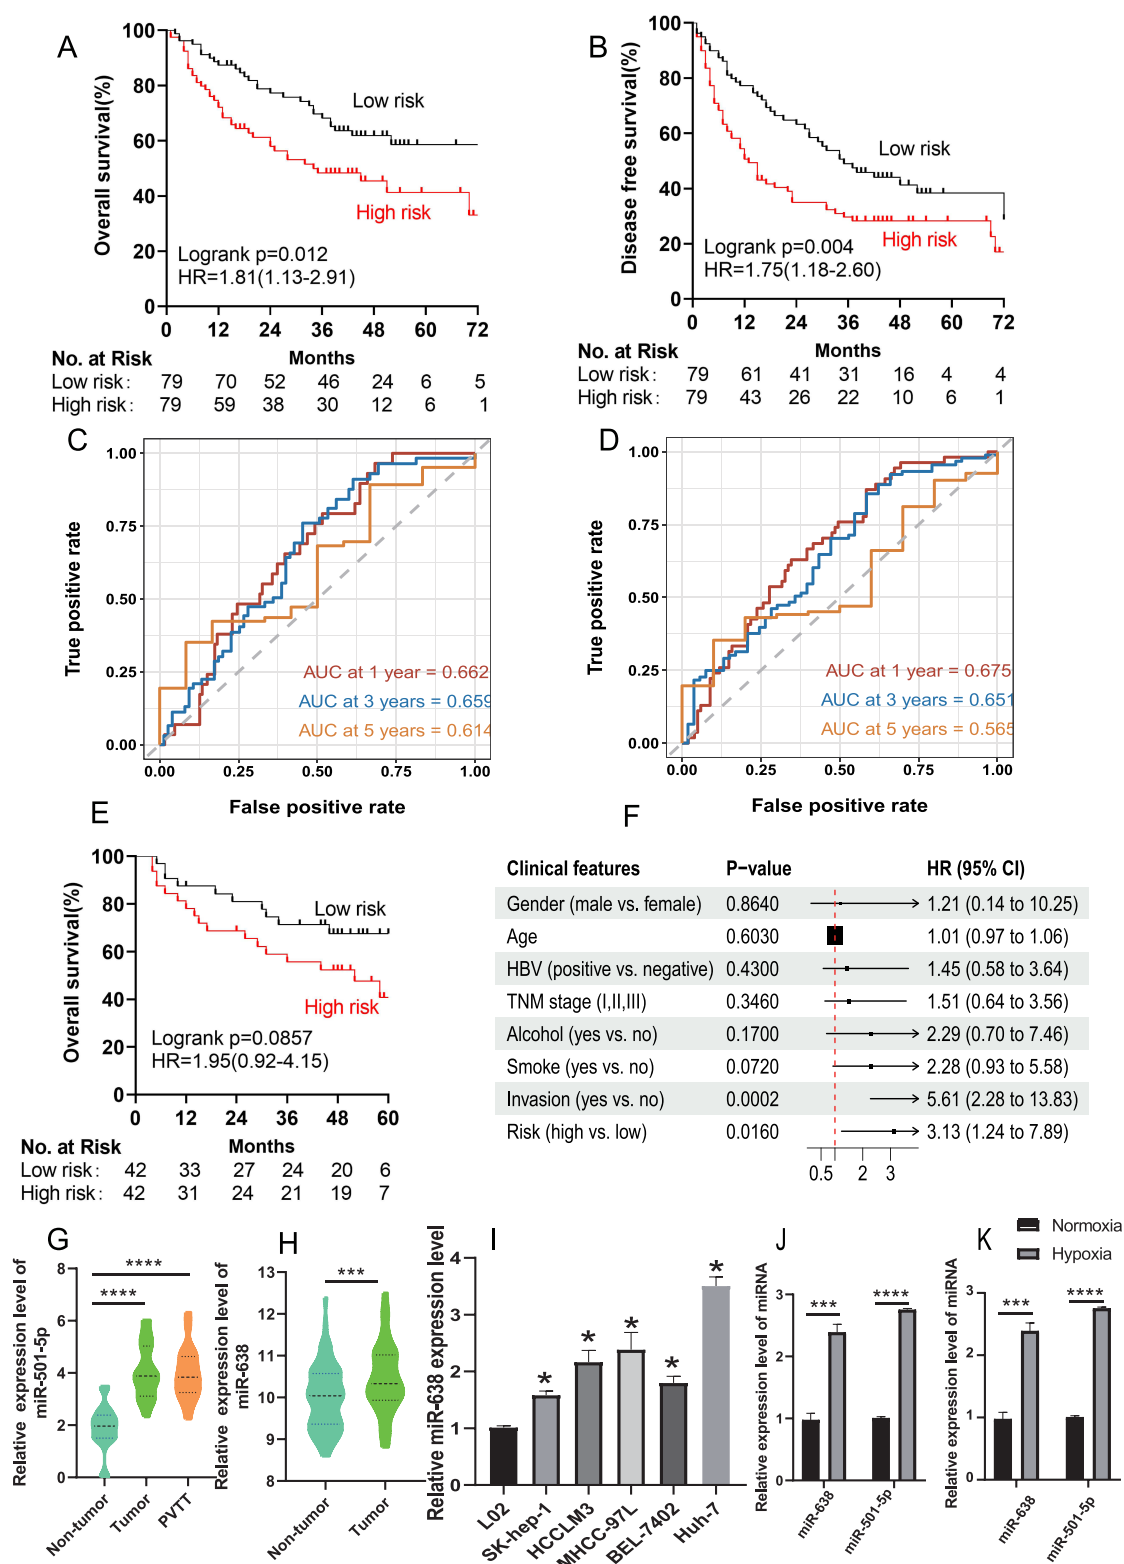 A
Overall survival(%)
100
80
60
40
20
0
Low risk
High risk
Logrank p=0.012
HR=1.81(1.13-2.91)
0 12 24 36 48 60 72
No. at Risk Months
Low risk: 79 70 52 46 24 6 5
High risk: 79 59 38 30 12 6 1
B
Disease free survival(%)
100
80
60
40
20
0
Low risk
High risk
Logrank p=0.004
HR=1.75(1.18-2.60)
0 12 24 36 48 60 72
No. at Risk Months
Low risk: 79 61 41 31 16 4 4
High risk: 79 43 26 22 10 6 1
C
True positive rate
1.00
0.75
0.50
0.25
0.00
AUC at 1 year = 0.662
AUC at 3 years = 0.659
AUC at 5 years = 0.614
0.00 0.25 0.50 0.75 1.00
False positive rate
D
True positive rate
1.00
0.75
0.50
0.25
0.00
AUC at 1 year = 0.675
AUC at 3 years = 0.651
AUC at 5 years = 0.565
0.00 0.25 0.50 0.75 1.00
False positive rate
E
Overall survival(%)
100
80
60
40
20
0
Low risk
High risk
Logrank p=0.0857
HR=1.95(0.92-4.15)
0 12 24 36 48 60
No. at Risk Months
Low risk: 42 33 27 24 20 6
High risk: 42 31 24 21 19 7
F
Clinical features P-value HR (95% CI)
Gender (male vs. female) 0.8640 1.21 (0.14 to 10.25)
Age 0.6030 1.01 (0.97 to 1.06)
HBV (positive vs. negative) 0.4300 1.45 (0.58 to 3.64)
TNM stage (I,II,III) 0.3460 1.51 (0.64 to 3.56)
Alcohol (yes vs. no) 0.1700 2.29 (0.70 to 7.46)
Smoke (yes vs. no) 0.0720 2.28 (0.93 to 5.58)
Invasion (yes vs. no) 0.0002 5.61 (2.28 to 13.83)
Risk (high vs. low) 0.0160 3.13 (1.24 to 7.89)
0.5 2 3
G
Relative expression level of
miR-501-5p
8
6
4
2
0
****
****
Non-tumor Tumor PVTT
H
Relative expression level of
miR-638
13
12
11
10
9
8
***
Non-tumor Tumor
I
Relative miR-638 expression level
4
3
2
1
0
* * * * *
L02 SK-hep-1 HCCLM3 MHCC-97L BEL-7402 Huh-7
Normoxia
Hypoxia
J
Relative expression level of miRNA
3
2
1
0
*** ****
miR-638 miR-501-5p
K
Relative expression level of miRNA
3
2
1
0
*** ****
miR-638 miR-501-5p